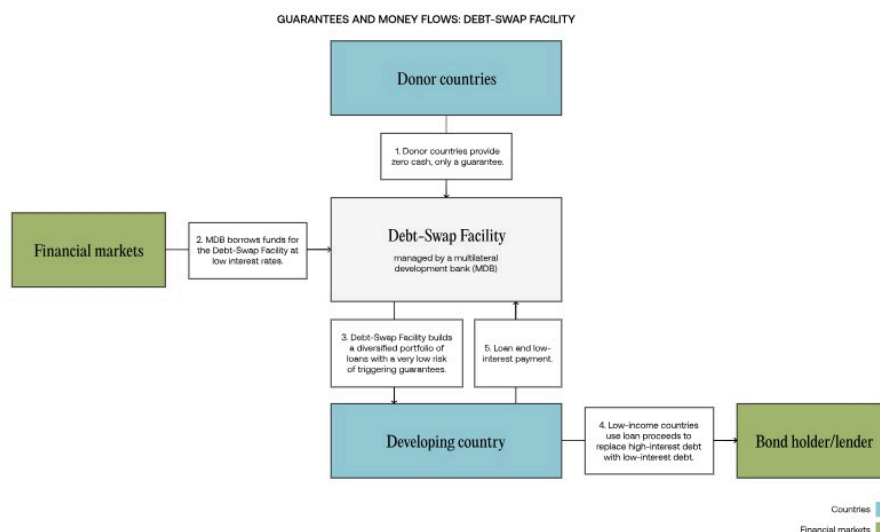 GUARANTEES AND MONEY FLOWS: DEBT-SWAP FACILITY
Donor countries
1. Donor countries provide
zero cash, only a guarantee.
Financial markets
2. MDB borrows funds for
the Debt-Swap Facility at
low interest rates.
Debt-Swap Facility
managed by a multilateral
development bank (MDB)
3. Debt-Swap Facility builds
a diversified portfolio of
loans with a very low risk
of triggering guarantees.
5. Loan and low-
interest payment.
Developing country
4. Low-income countries
use loan proceeds to
replace high-interest debt
with low-interest debt.
Bond holder/lender
Countries
Financial markets